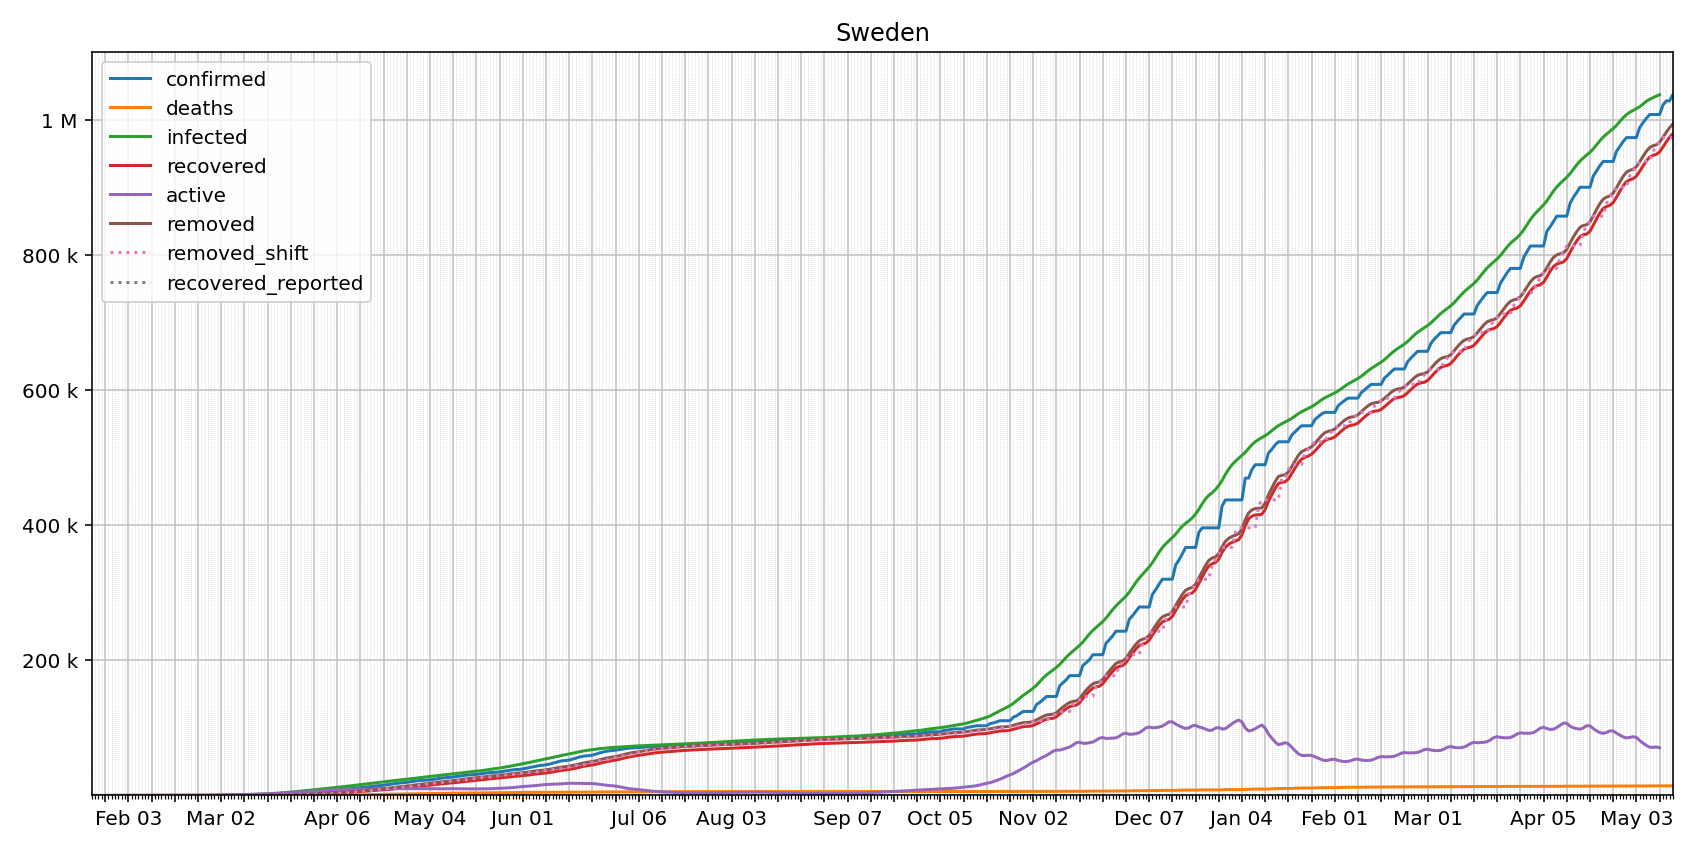 Sweden
confirmed
deaths
infected
recovered
active
removed
removed_shift
recovered_reported
1 M
800 k
600 k
400 k
200 k
Feb 03 Mar 02 Apr 06 May 04 Jun 01 Jul 06 Aug 03 Sep 07 Oct 05 Nov 02 Dec 07 Jan 04 Feb 01 Mar 01 Apr 05 May 03